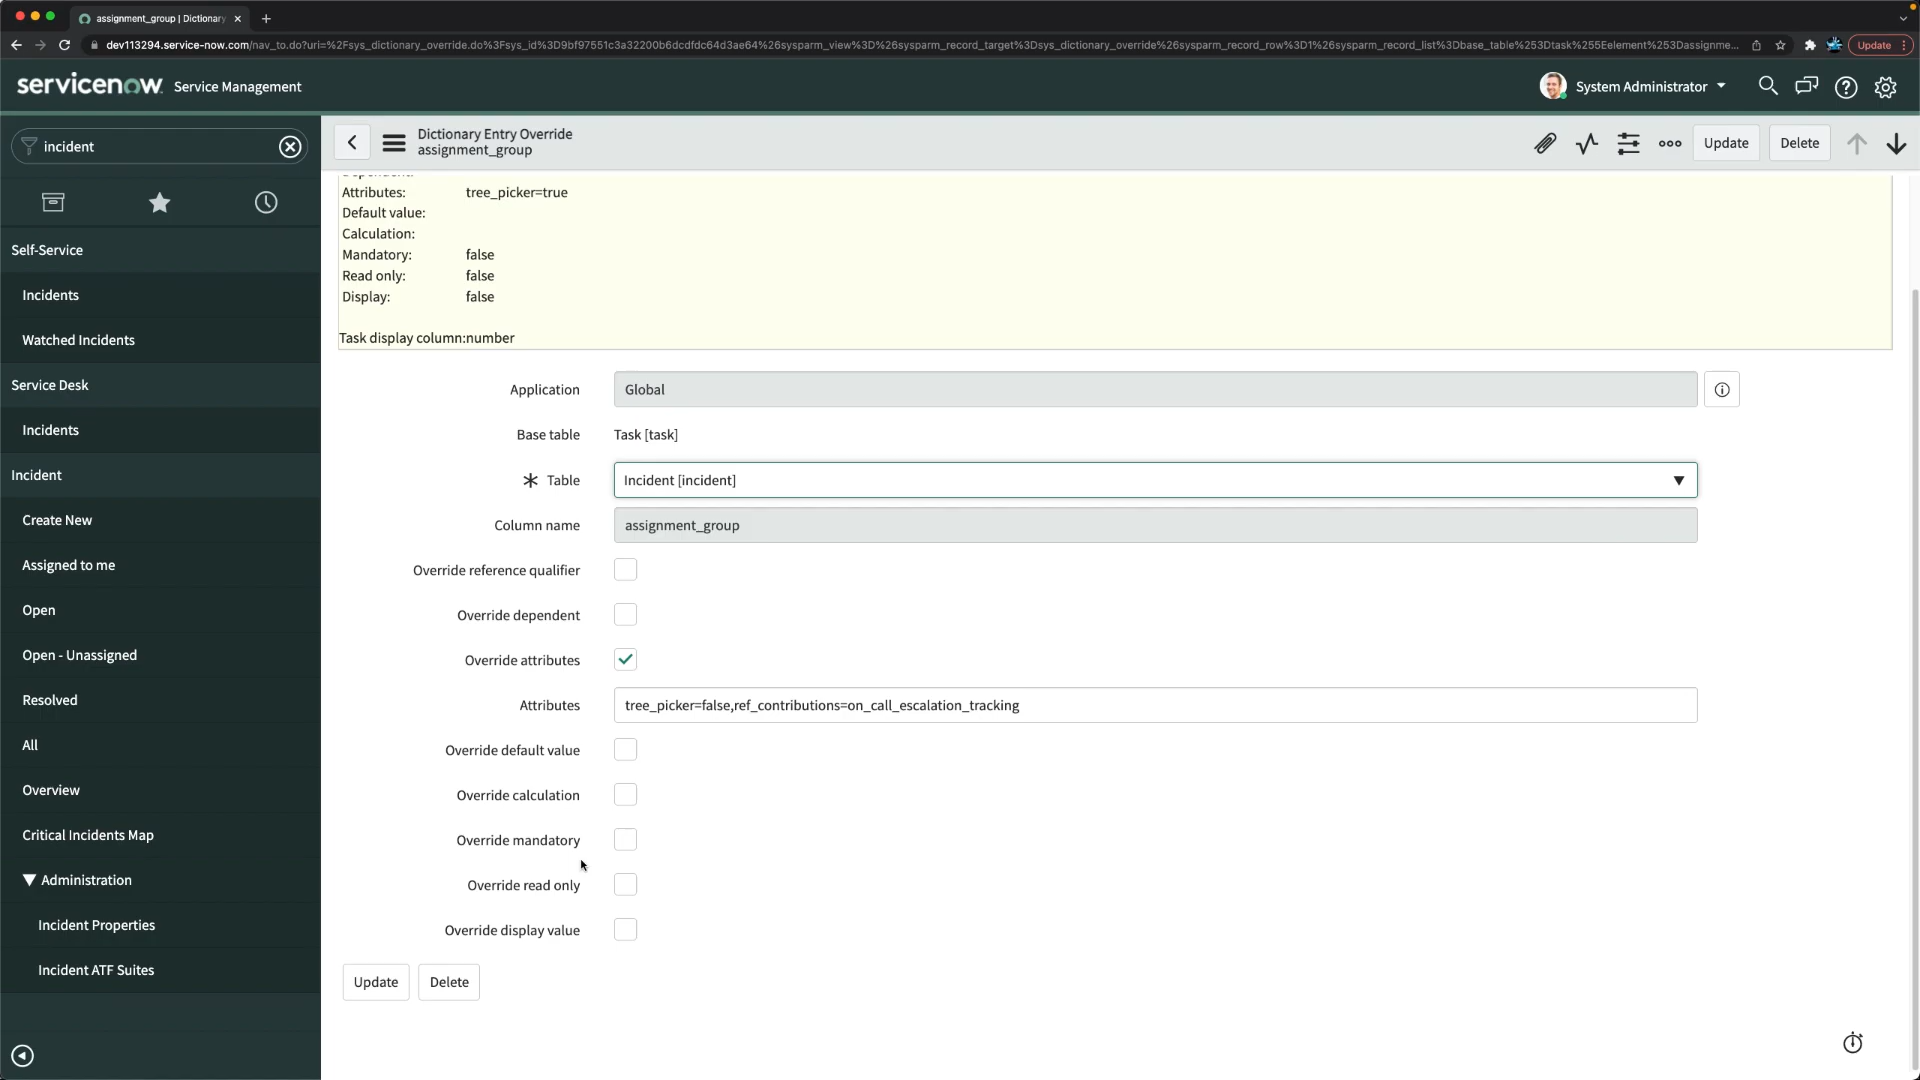 assignment_group | Dictionary
dev113294.service-now.com/nav_to.do?url=%2Fsys_dictionary_override.do%3Fsys_id%3D9bf97551c3a32200b6dcdfdc64d3ae64%26sysparm_view%3D%26sysparm_record_target%3Dsys_dictionary_override%26sysparm_record_row%3D1%26sysparm_record_list%3Dbase_table%253Dtask%255Eelement%253Dassignme...
Update
servicenow Service Management
System Administrator
incident
Dictionary Entry Override
assignment_group
Update
Delete
Self-Service
Incidents
Watched Incidents
Service Desk
Incidents
Incident
Create New
Assigned to me
Open
Open - Unassigned
Resolved
All
Overview
Critical Incidents Map
Administration
Incident Properties
Incident ATF Suites
Dependent:
Attributes: tree_picker=true
Default value:
Calculation:
Mandatory: false
Read only: false
Display: false
Task display column:number
Application Global
Base table Task [task]
Table Incident [incident]
Column name assignment_group
Override reference qualifier
Override dependent
Override attributes
Attributes tree_picker=false,ref_contributions=on_call_escalation_tracking
Override default value
Override calculation
Override mandatory
Override read only
Override display value
Update
Delete